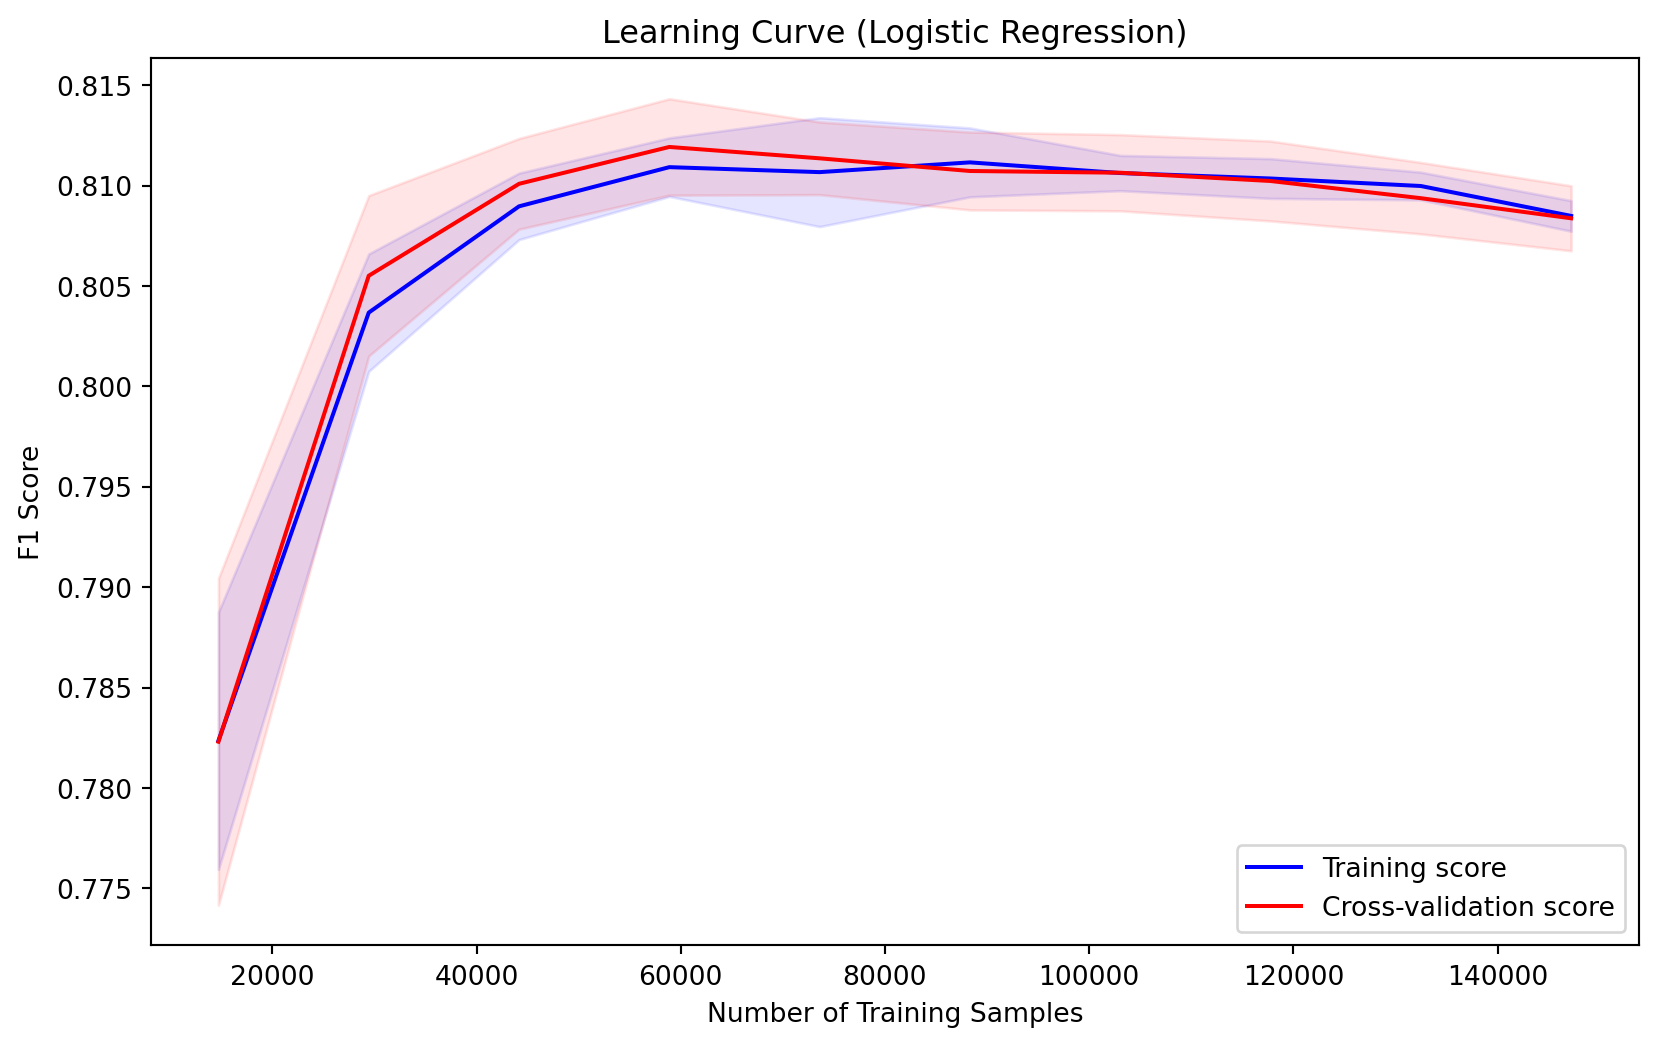 Learning Curve (Logistic Regression)
0.815
0.810
0.805
0.800
0.795
0.790
0.785
0.780
0.775
F1 Score
20000 40000 60000 80000 100000 120000 140000
Number of Training Samples
Training score
Cross-validation score